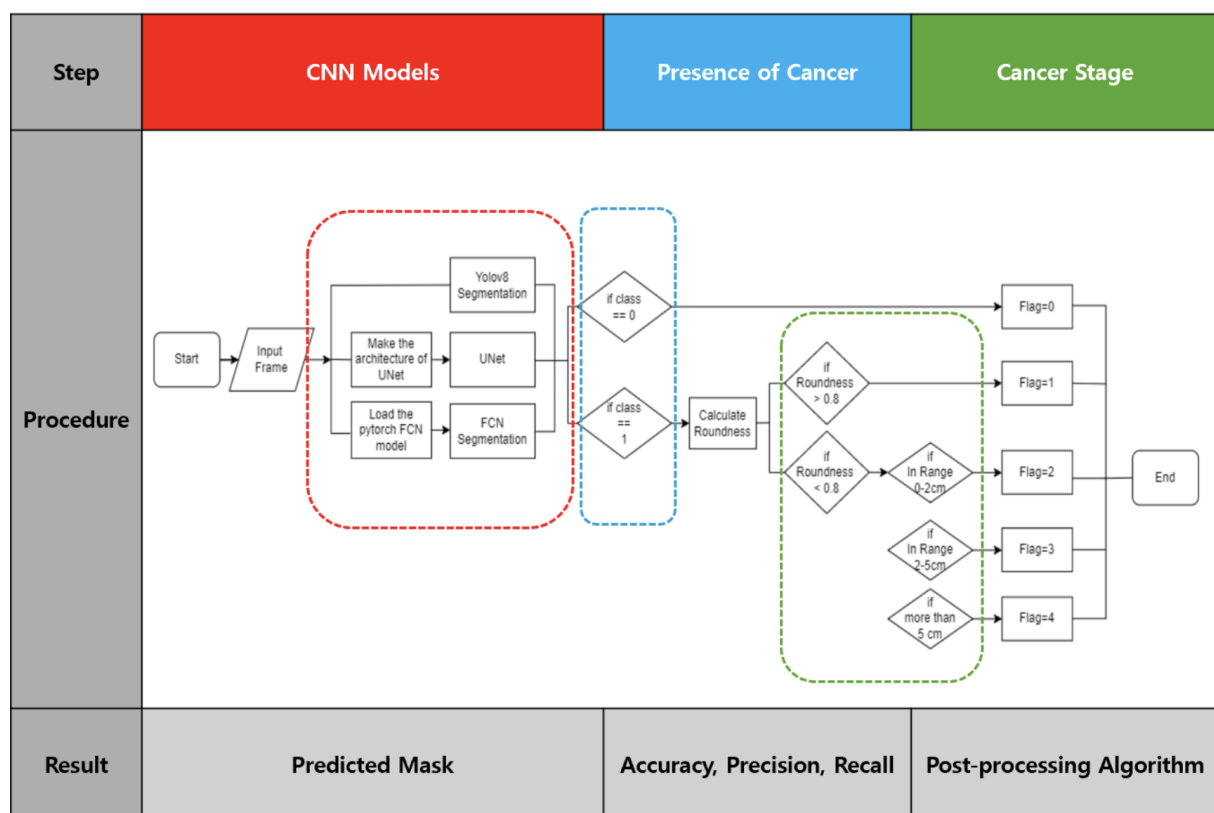 Step
CNN Models
Presence of Cancer
Cancer Stage
Procedure
Start
Input
Frame
Yolov8
Segmentation
Make the
architecture of
UNet
UNet
Load the
pytorch FCN
model
FCN
Segmentation
if class
== 0
if class
==
1
Calculate
Roundness
if
Roundness
> 0.8
if
Roundness
< 0.8
if
In Range
0-2cm
if
In Range
2-5cm
if
more than
5 cm
Flag=0
Flag=1
Flag=2
Flag=3
Flag=4
End
Result
Predicted Mask
Accuracy, Precision, Recall
Post-processing Algorithm